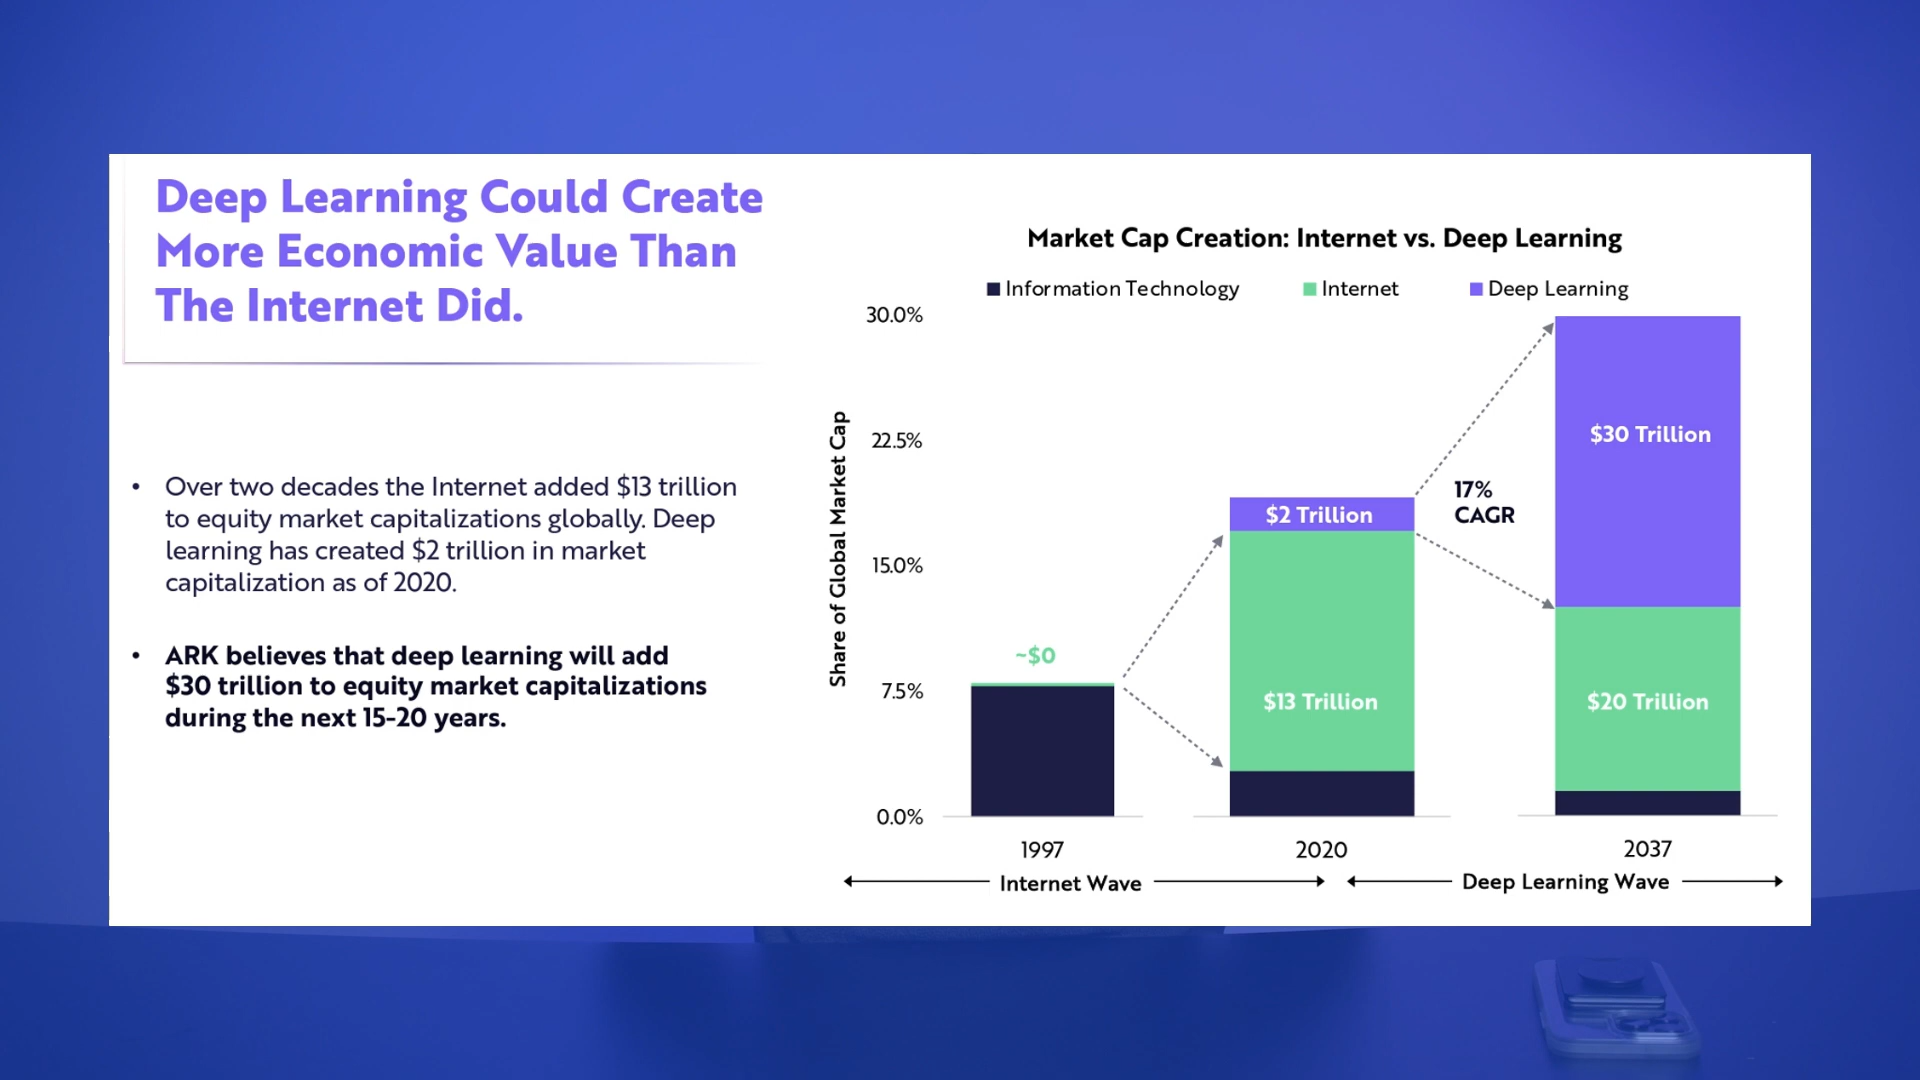 Deep Learning Could Create
More Economic Value Than
The Internet Did.
• Over two decades the Internet added $13 trillion
to equity market capitalizations globally. Deep
learning has created $2 trillion in market
capitalization as of 2020.
• ARK believes that deep learning will add
$30 trillion to equity market capitalizations
during the next 15-20 years.
Market Cap Creation: Internet vs. Deep Learning
Information Technology
Internet
Deep Learning
Share of Global Market Cap
30.0%
22.5%
15.0%
7.5%
0.0%
~$0
$2 Trillion
$13 Trillion
17%
CAGR
$30 Trillion
$20 Trillion
1997
2020
2037
Internet Wave
Deep Learning Wave